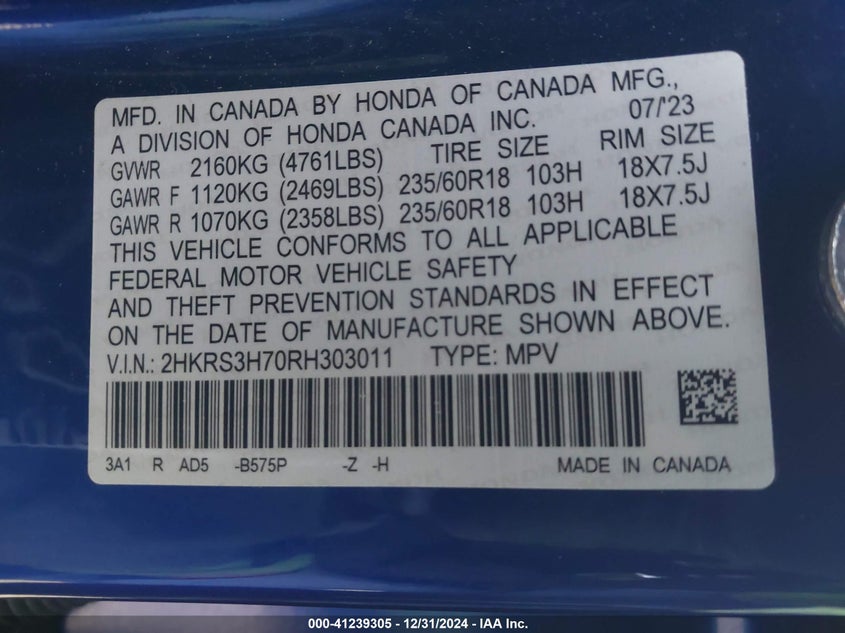 MFD. IN CANADA BY HONDA OF CANADA MFG.,
A DIVISION OF HONDA CANADA INC. 07/'23
GVWR 2160KG (4761LBS) TIRE SIZE RIM SIZE
GAWR F 1120KG (2469LBS) 235/60R18 103H 18X7.5J
GAWR R 1070KG (2358LBS) 235/60R18 103H 18X7.5J
THIS VEHICLE CONFORMS TO ALL APPLICABLE
FEDERAL MOTOR VEHICLE SAFETY
AND THEFT PREVENTION STANDARDS IN EFFECT
ON THE DATE OF MANUFACTURE SHOWN ABOVE.
V.I.N.: 2HKRS3H70RH303011 TYPE: MPV
3A1 R AD5 -B575P -Z -H MADE IN CANADA
000-41239305 - 12/31/2024 - IAA Inc.